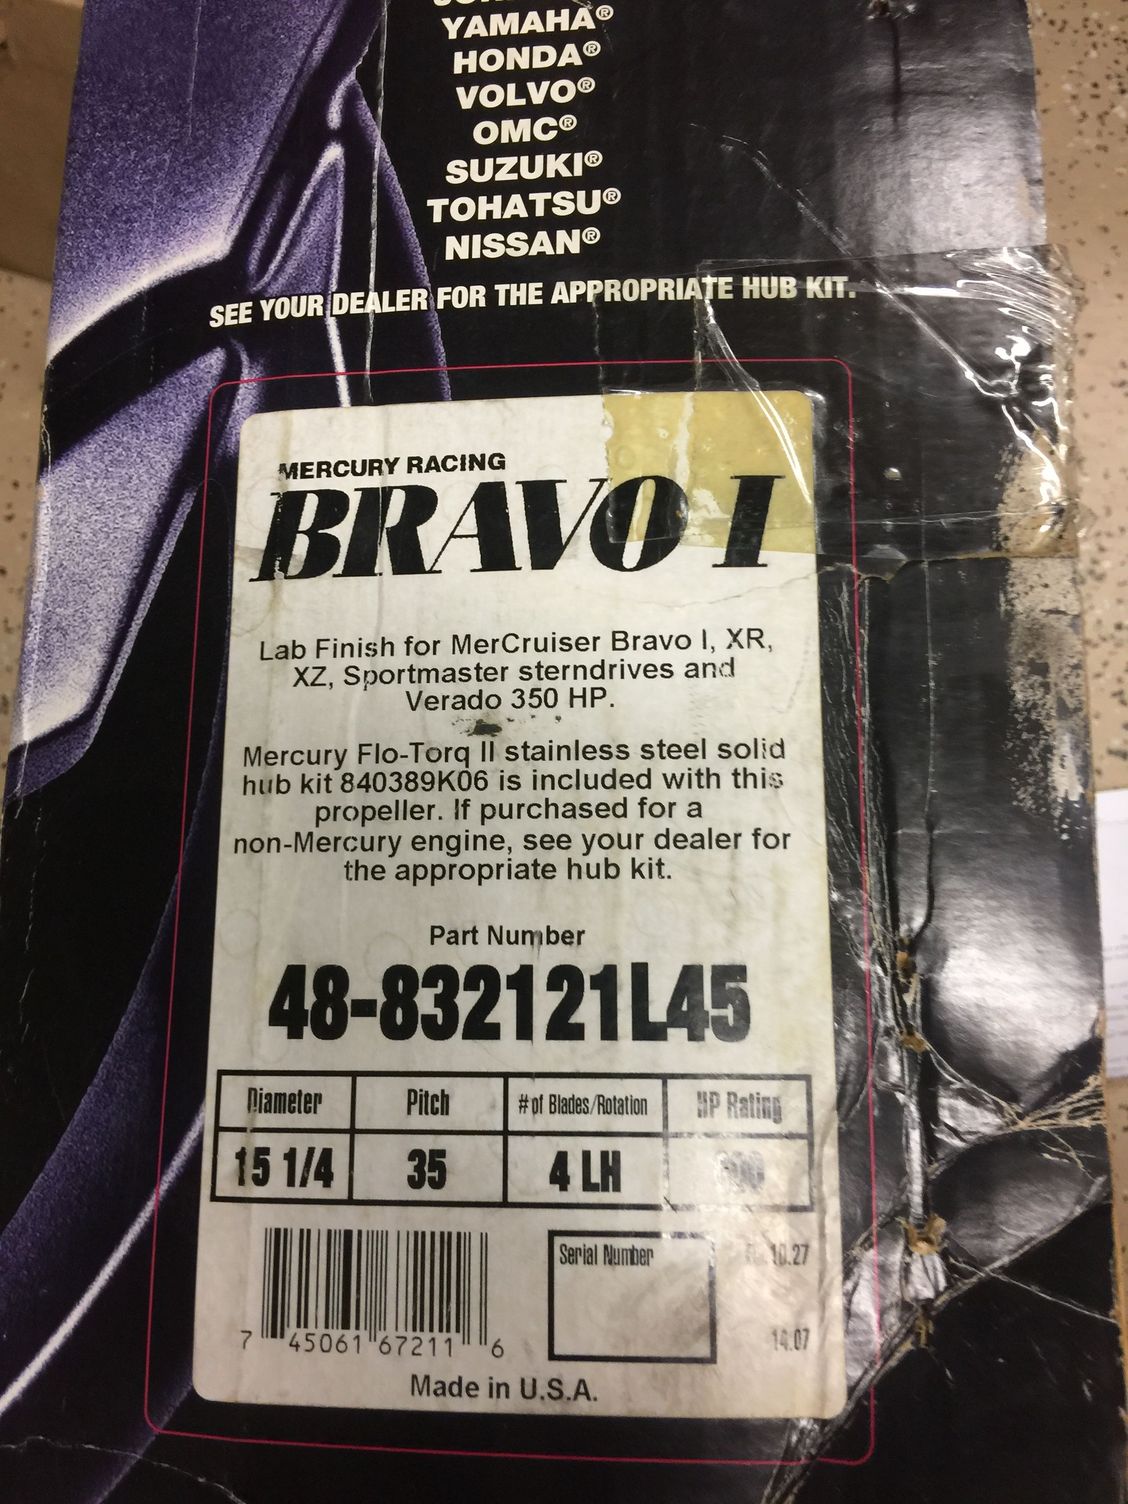 YAMAHA®
HONDA®
VOLVO®
OMC®
SUZUKI®
TOHATSU®
NISSAN®
SEE YOUR DEALER FOR THE APPROPRIATE HUB KIT.
MERCURY RACING
BRAVO I
Lab Finish for MerCruiser Bravo I, XR,
XZ, Sportmaster sterndrives and
Verado 350 HP.
Mercury Flo-Torq II stainless steel solid
hub kit 840389K06 is included with this
propeller. If purchased for a
non-Mercury engine, see your dealer for
the appropriate hub kit.
Part Number
48-832121L45
Diameter Pitch # of Blades/Rotation HP Rating
15 1/4 35 4 LH
Serial Number
10.27
14.07
7 45061 67211 6
Made in U.S.A.